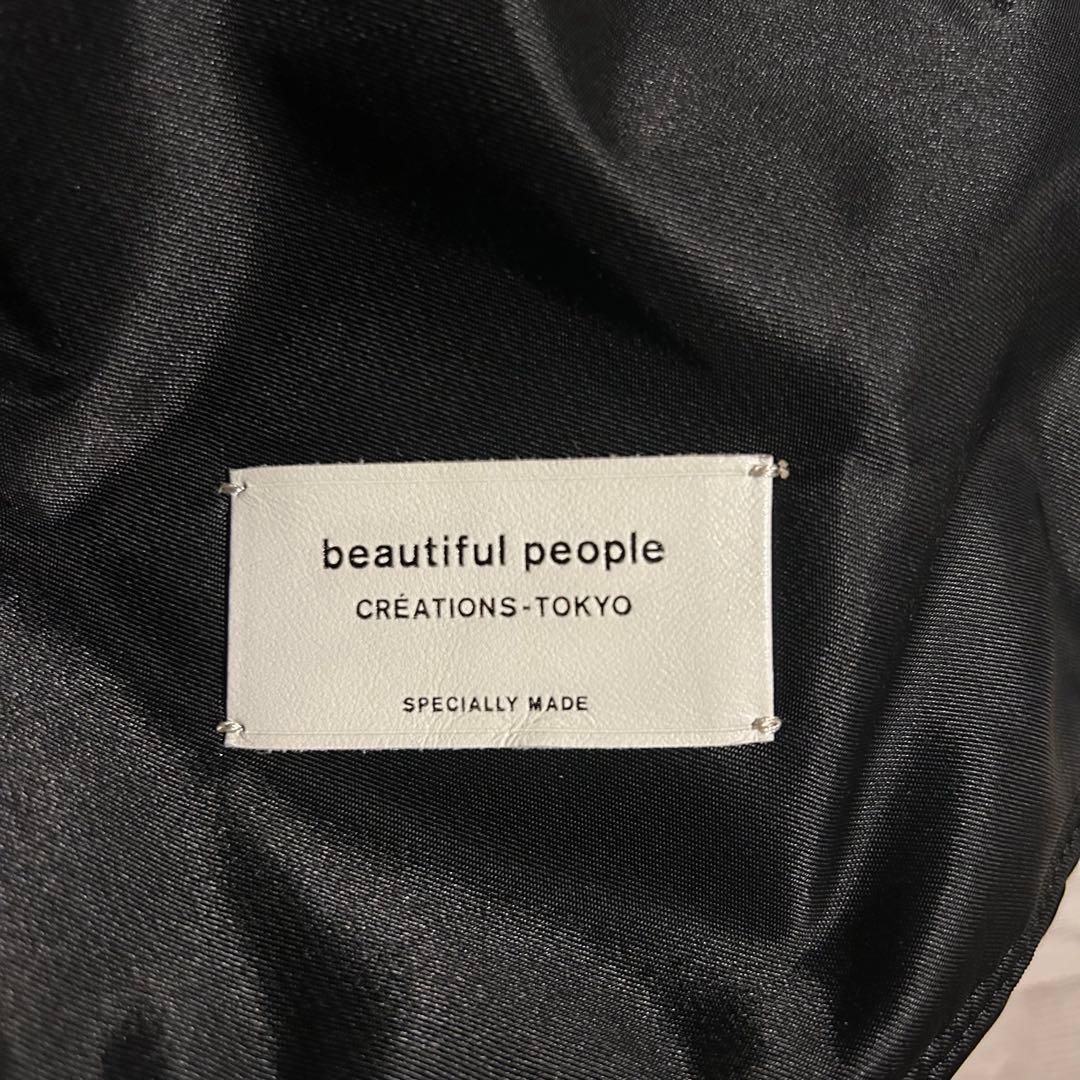 beautiful people
CRÉATIONS-TOKYO
SPECIALLY MADE